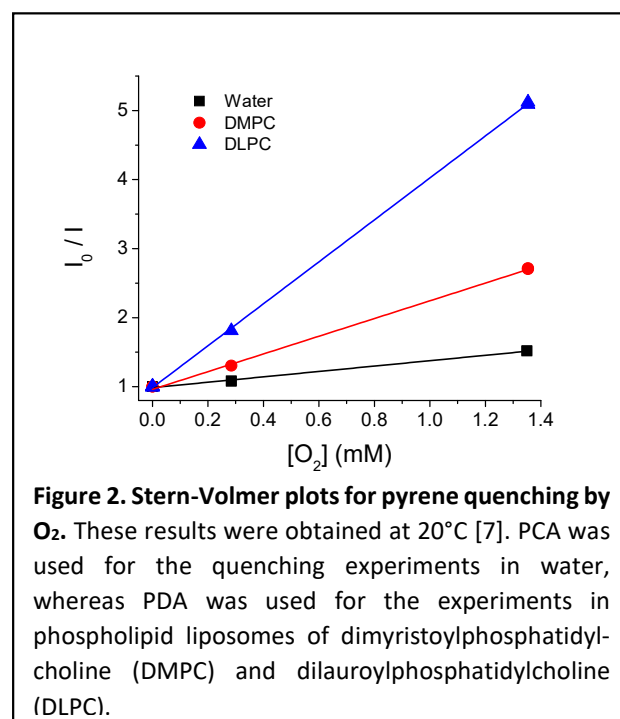 Water
DMPC
DLPC
5
4
3
2
1
I0 / I
0.0 0.2 0.4 0.6 0.8 1.0 1.2 1.4
[O2] (mM)
Figure 2. Stern-Volmer plots for pyrene quenching by
O2. These results were obtained at 20°C [7]. PCA was
used for the quenching experiments in water,
whereas PDA was used for the experiments in
phospholipid liposomes of dimyristoylphosphatidyl-
choline (DMPC) and dilauroylphosphatidylcholine
(DLPC).